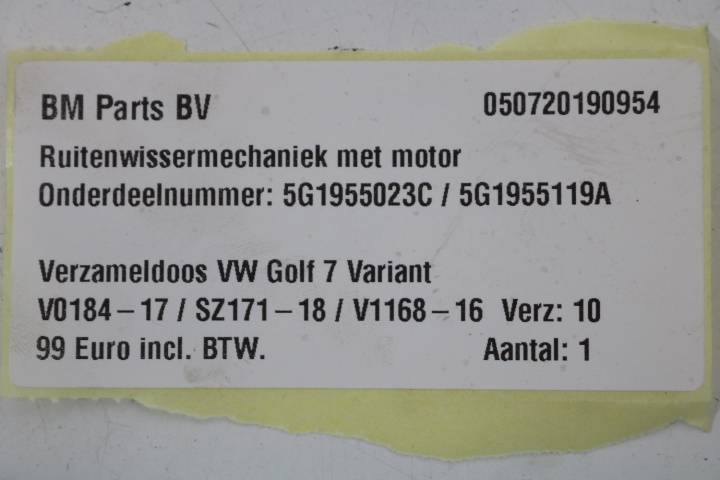 BM Parts BV 050720190954
Ruitenwissermechaniek met motor
Onderdeelnummer: 5G1955023C / 5G1955119A
Verzameldoos VW Golf 7 Variant
V0184-17 / SZ171-18 / V1168-16 Verz: 10
99 Euro incl. BTW. Aantal: 1